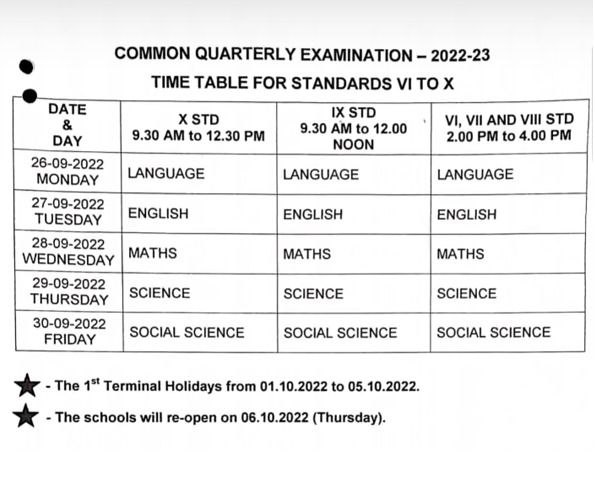 COMMON QUARTERLY EXAMINATION – 2022-23
TIME TABLE FOR STANDARDS VI TO X
DATE & DAY | X STD 9.30 AM to 12.30 PM | IX STD 9.30 AM to 12.00 NOON | VI, VII AND VIII STD 2.00 PM to 4.00 PM
26-09-2022 MONDAY | LANGUAGE | LANGUAGE | LANGUAGE
27-09-2022 TUESDAY | ENGLISH | ENGLISH | ENGLISH
28-09-2022 WEDNESDAY | MATHS | MATHS | MATHS
29-09-2022 THURSDAY | SCIENCE | SCIENCE | SCIENCE
30-09-2022 FRIDAY | SOCIAL SCIENCE | SOCIAL SCIENCE | SOCIAL SCIENCE
- The 1st Terminal Holidays from 01.10.2022 to 05.10.2022.
- The schools will re-open on 06.10.2022 (Thursday).